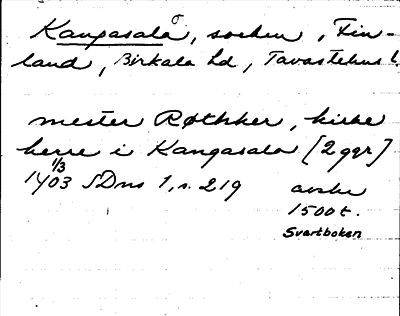 Kangasala, socken, Fin-
land, Birkala hd, Tavastehus l.
mester Røthker, kirke
herre i Kangasala [2 ggr]
1/3
1403 SDns 1, s. 219 avskr
1500t.
Svartboken